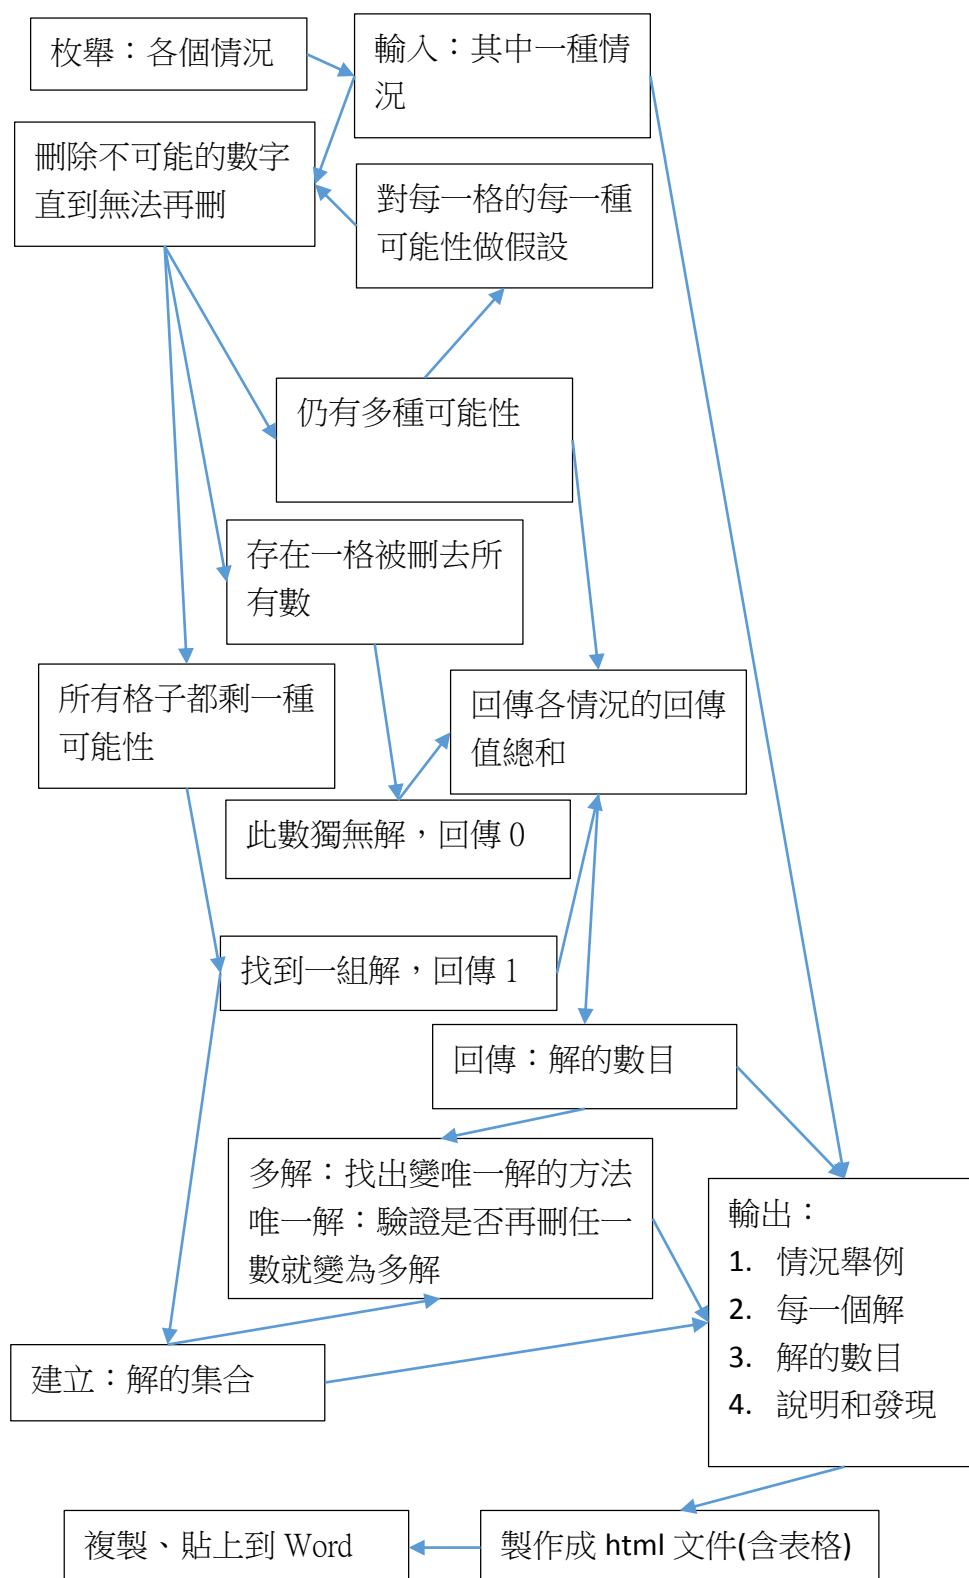 枚舉：各個情況
輸入：其中一種情
況
刪除不可能的數字
直到無法再刪
對每一格的每一種
可能性做假設
仍有多種可能性
存在一格被刪去所
有數
所有格子都剩一種
可能性
回傳各情況的回傳
值總和
此數獨無解，回傳 0
找到一組解，回傳 1
回傳：解的數目
多解：找出變唯一解的方法
唯一解：驗證是否再刪任一
數就變為多解
輸出：
1. 情況舉例
2. 每一個解
3. 解的數目
4. 說明和發現
建立：解的集合
複製、貼上到 Word
製作成 html 文件(含表格)